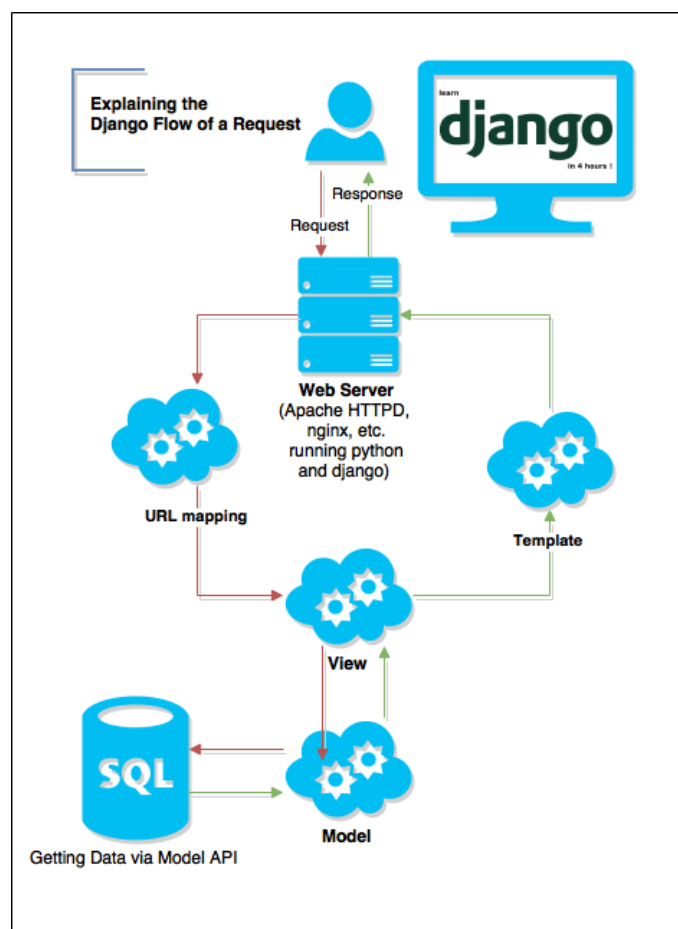 Explaining the
Django Flow of a Request
learn
django
in 4 hours !
Response
Request
Web Server
(Apache HTTPD,
nginx, etc.
running python
and django)
URL mapping
Template
View
SQL
Model
Getting Data via Model API